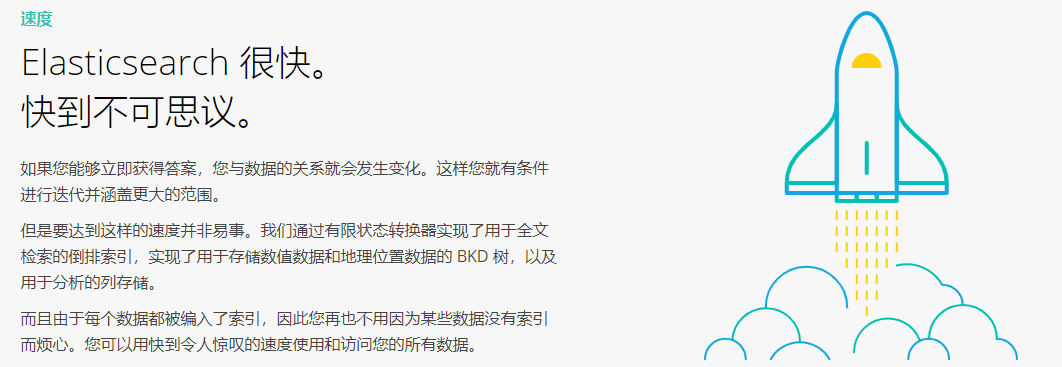 速度
Elasticsearch 很快。
快到不可思议。
如果您能够立即获得答案，您与数据的关系就会发生变化。这样您就有条件
进行迭代并涵盖更大的范围。
但是要达到这样的速度并非易事。我们通过有限状态转换器实现了用于全文
检索的倒排索引，实现了用于存储数值数据和地理位置数据的 BKD 树，以及
用于分析的列存储。
而且由于每个数据都被编入了索引，因此您再也不用因为某些数据没有索引
而烦心。您可以用快到令人惊叹的速度使用和访问您的所有数据。